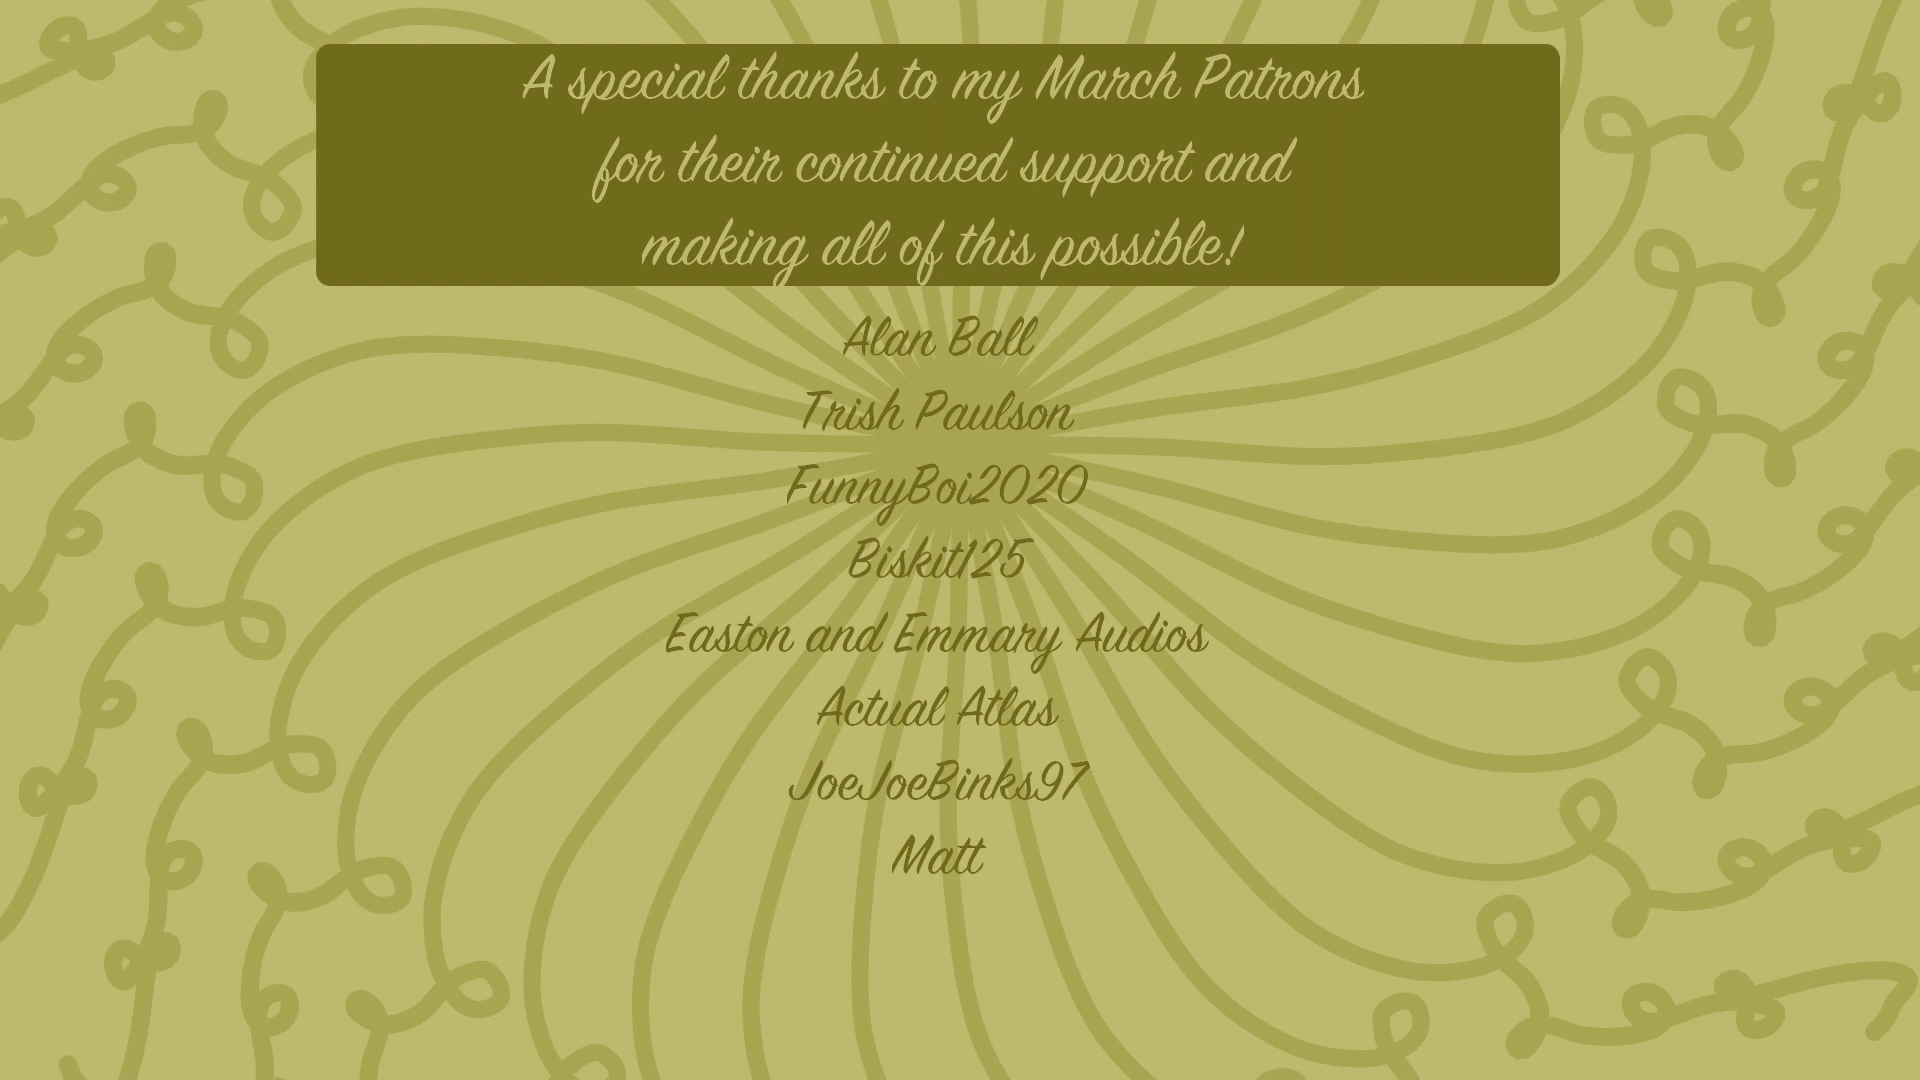 A special thanks to my March Patrons
for their continued support and
making all of this possible!
Alan Ball
Trish Paulson
FunnyBoi2020
Biskit125
Easton and Emmary Audios
Actual Atlas
JoeJoeBinks97
Matt